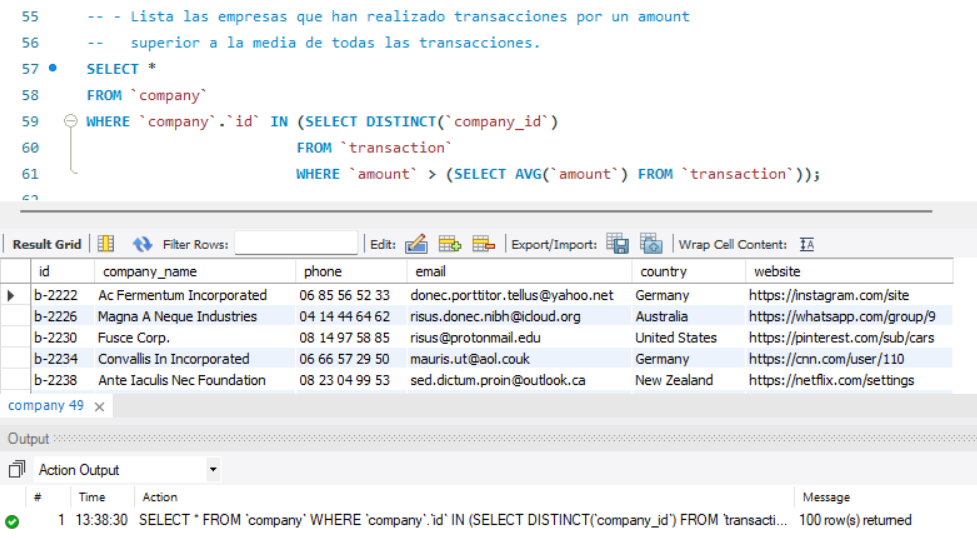 55 -- - Lista las empresas que han realizado transacciones por un amount
56 --   superior a la media de todas las transacciones.
57 SELECT *
58 FROM `company`
59 WHERE `company`.`id` IN (SELECT DISTINCT(`company_id`)
60 FROM `transaction`
61 WHERE `amount` > (SELECT AVG(`amount`) FROM `transaction`));
Result Grid Filter Rows: Edit: Export/Import: Wrap Cell Content: IA
id company_name phone email country website
b-2222 Ac Fermentum Incorporated 06 85 56 52 33 donec.porttitor.tellus@yahoo.net Germany https://instagram.com/site
b-2226 Magna A Neque Industries 04 14 44 64 62 risus.donec.nibh@icloud.org Australia https://whatsapp.com/group/9
b-2230 Fusce Corp. 08 14 97 58 85 risus@protonmail.edu United States https://pinterest.com/sub/cars
b-2234 Convallis In Incorporated 06 66 57 29 50 mauris.ut@aol.couk Germany https://cnn.com/user/110
b-2238 Ante Iaculis Nec Foundation 08 23 04 99 53 sed.dictum.proin@outlook.ca New Zealand https://netflix.com/settings
company 49
Output
Action Output
# Time Action Message
1 13:38:30 SELECT * FROM `company` WHERE `company`.`id` IN (SELECT DISTINCT(`company_id`) FROM `transacti... 100 row(s) returned